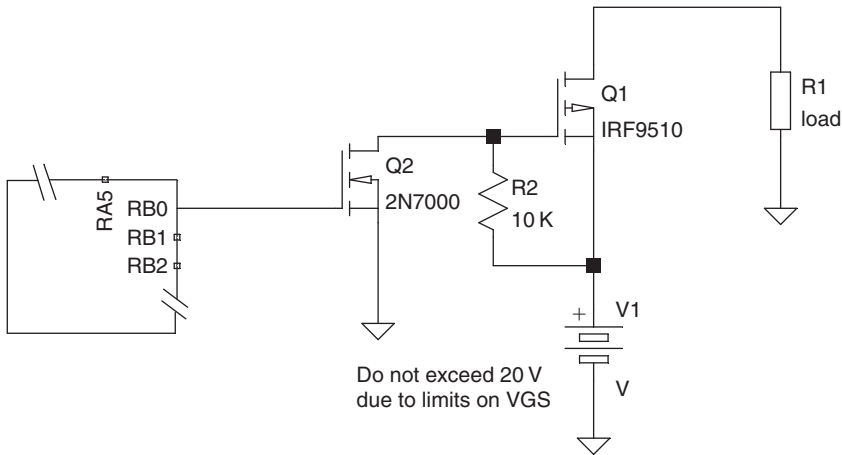 Q1
IRF9510
R1
load
Q2
2N7000
R2
10 K
RA5
RB0
RB1
RB2
+
V1
V
Do not exceed 20 V
due to limits on VGS